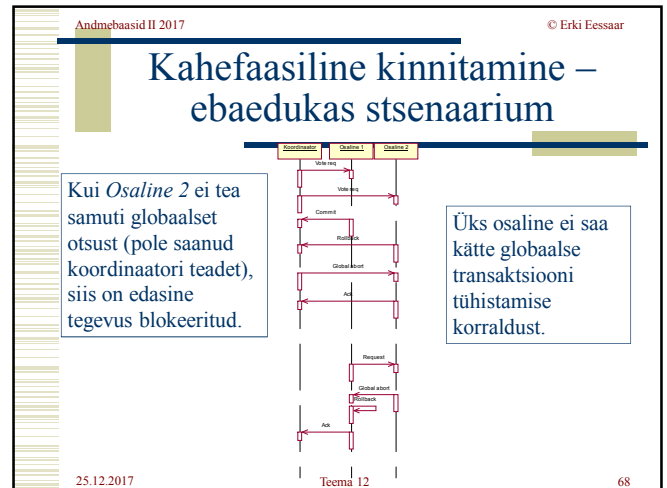 Andmebaasid II 2017
© Erki Eessaar
Kahefaasiline kinnitamine –
ebaedukas stsenaarium
Koordinaator
Osaline 1
Osaline 2
Vote req
Vote req
Commit
Rollback
Global abort
Ack
Request
Global abort
Rollback
Ack
Kui Osaline 2 ei tea
samuti globaalset
otsust (pole saanud
koordinaatori teadet),
siis on edasine
tegevus blokeeritud.
Üks osaline ei saa
kätte globaalse
transaktsiooni
tühistamise
korraldust.
25.12.2017
Teema 12
68